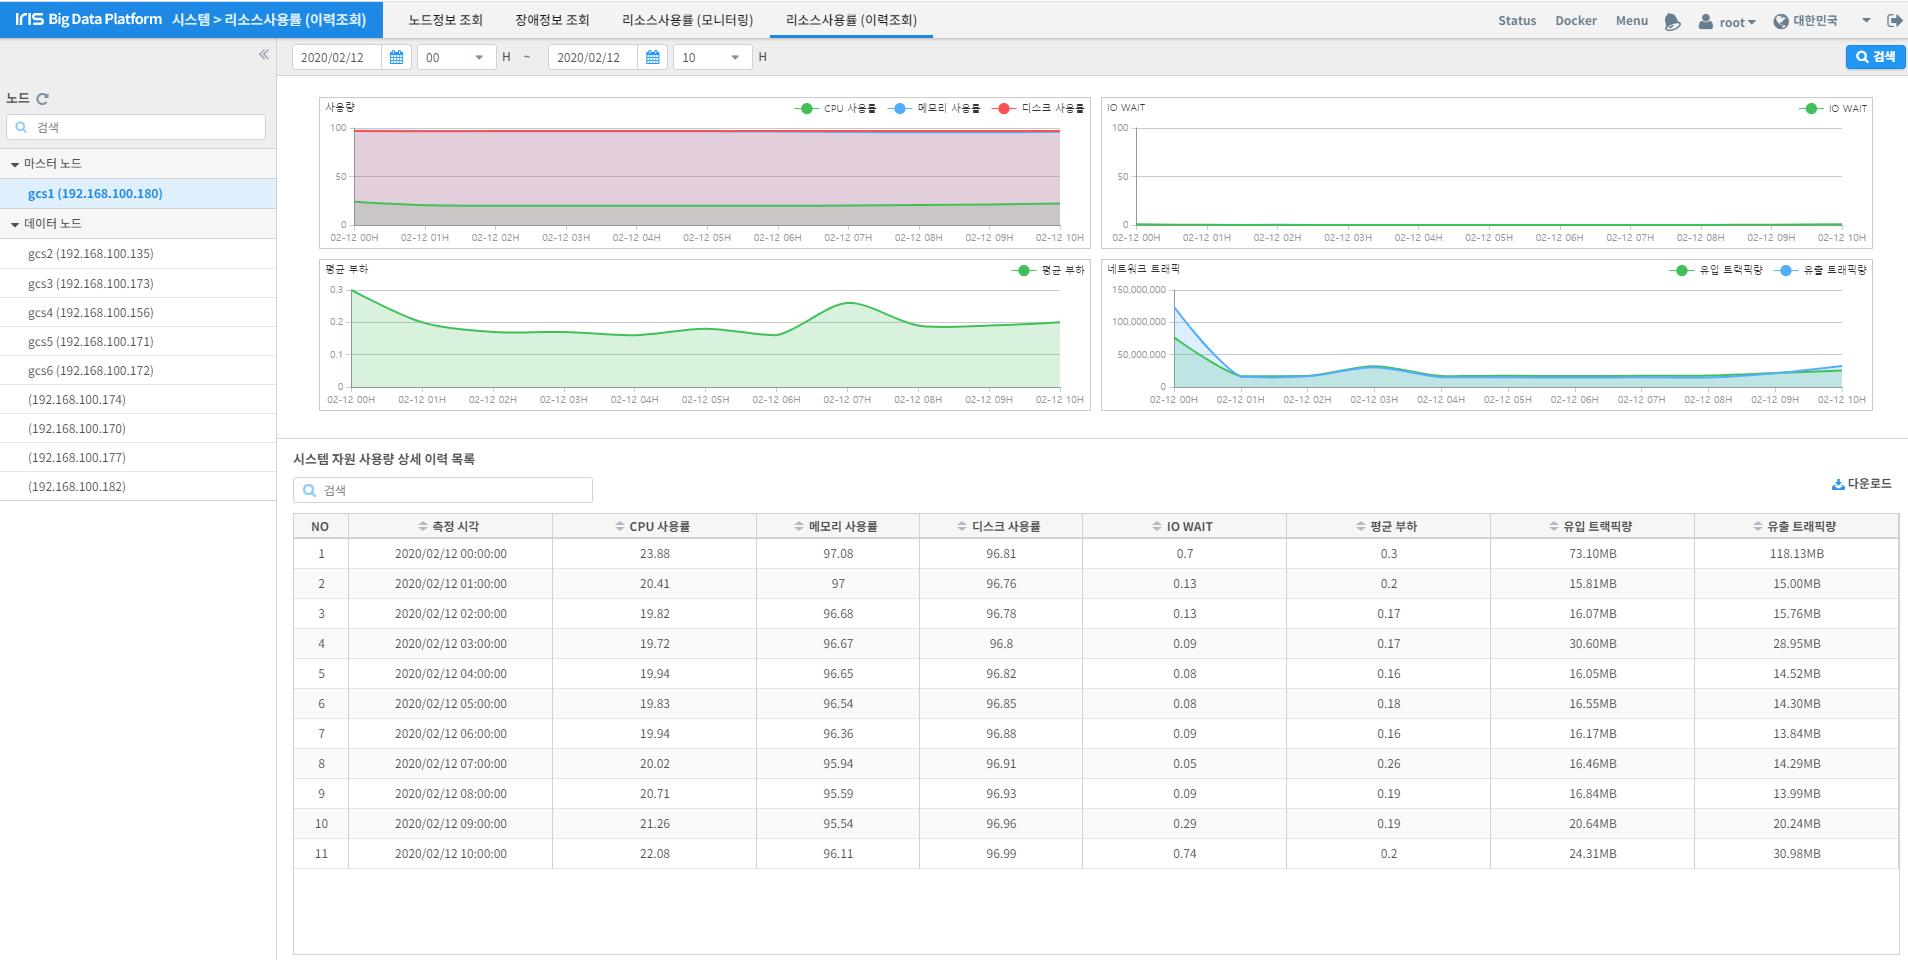 IRIS Big Data Platform 시스템 > 리소스사용률 (이력조회) 노드정보 조회 장애정보 조회 리소스사용률 (모니터링) 리소스사용률 (이력조회) Status Docker Menu root 대한민국
2020/02/12 00 H ~ 2020/02/12 10 H 검색
노드
검색
마스터 노드
gcs1 (192.168.100.180)
데이터 노드
gcs2 (192.168.100.135)
gcs3 (192.168.100.173)
gcs4 (192.168.100.156)
gcs5 (192.168.100.171)
gcs6 (192.168.100.172)
(192.168.100.174)
(192.168.100.170)
(192.168.100.177)
(192.168.100.182)
사용량 CPU 사용률 메모리 사용률 디스크 사용률
100
50
0
02-12 00H 02-12 01H 02-12 02H 02-12 03H 02-12 04H 02-12 05H 02-12 06H 02-12 07H 02-12 08H 02-12 09H 02-12 10H
IO WAIT IO WAIT
100
50
0
02-12 00H 02-12 01H 02-12 02H 02-12 03H 02-12 04H 02-12 05H 02-12 06H 02-12 07H 02-12 08H 02-12 09H 02-12 10H
평균 부하 평균 부하
0.3
0.2
0.1
0
02-12 00H 02-12 01H 02-12 02H 02-12 03H 02-12 04H 02-12 05H 02-12 06H 02-12 07H 02-12 08H 02-12 09H 02-12 10H
네트워크 트래픽 유입 트랙픽량 유출 트래픽량
150,000,000
100,000,000
50,000,000
0
02-12 00H 02-12 01H 02-12 02H 02-12 03H 02-12 04H 02-12 05H 02-12 06H 02-12 07H 02-12 08H 02-12 09H 02-12 10H
시스템 자원 사용량 상세 이력 목록
검색 다운로드
NO 측정 시각 CPU 사용률 메모리 사용률 디스크 사용률 IO WAIT 평균 부하 유입 트랙픽량 유출 트래픽량
1 2020/02/12 00:00:00 23.88 97.08 96.81 0.7 0.3 73.10MB 118.13MB
2 2020/02/12 01:00:00 20.41 97 96.76 0.13 0.2 15.81MB 15.00MB
3 2020/02/12 02:00:00 19.82 96.68 96.78 0.13 0.17 16.07MB 15.76MB
4 2020/02/12 03:00:00 19.72 96.67 96.8 0.09 0.17 30.60MB 28.95MB
5 2020/02/12 04:00:00 19.94 96.65 96.82 0.08 0.16 16.05MB 14.52MB
6 2020/02/12 05:00:00 19.83 96.54 96.85 0.08 0.18 16.55MB 14.30MB
7 2020/02/12 06:00:00 19.94 96.36 96.88 0.09 0.16 16.17MB 13.84MB
8 2020/02/12 07:00:00 20.02 95.94 96.91 0.05 0.26 16.46MB 14.29MB
9 2020/02/12 08:00:00 20.71 95.59 96.93 0.09 0.19 16.84MB 13.99MB
10 2020/02/12 09:00:00 21.26 95.54 96.96 0.29 0.19 20.64MB 20.24MB
11 2020/02/12 10:00:00 22.08 96.11 96.99 0.74 0.2 24.31MB 30.98MB